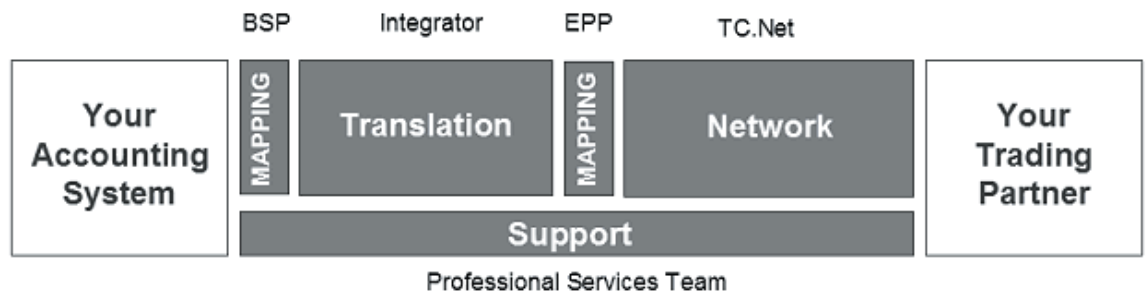 BSP Integrator EPP TC.Net
Your
Accounting
System
MAPPING
Translation
MAPPING
Network
Your
Trading
Partner
Support
Professional Services Team